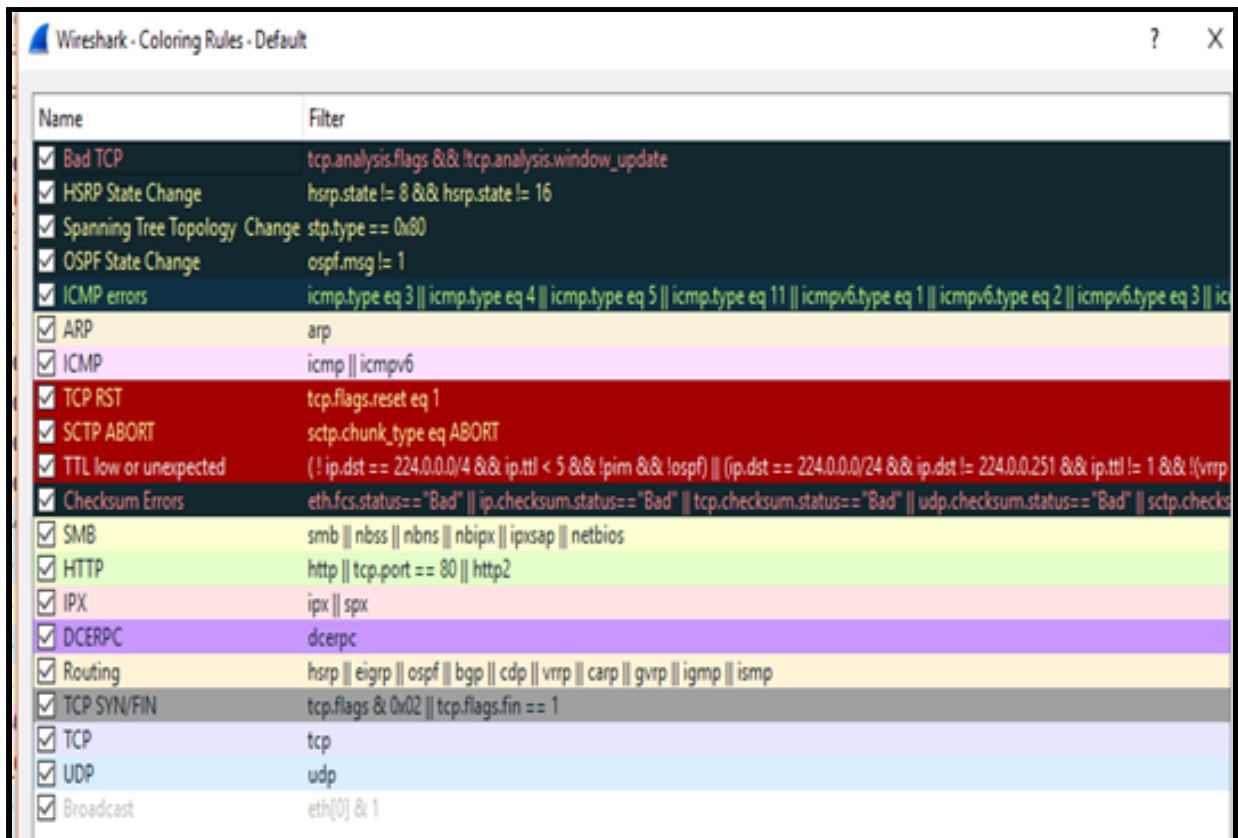 Wireshark - Coloring Rules - Default ? X
Name Filter
Bad TCP tcp.analysis.flags && !tcp.analysis.window_update
HSRP State Change hsrp.state != 8 && hsrp.state != 16
Spanning Tree Topology Change stp.type == 0x80
OSPF State Change ospf.msg != 1
ICMP errors icmp.type eq 3 || icmp.type eq 4 || icmp.type eq 5 || icmp.type eq 11 || icmpv6.type eq 1 || icmpv6.type eq 2 || icmpv6.type eq 3 ||
ARP arp
ICMP icmp || icmpv6
TCP RST tcp.flags.reset eq 1
SCTP ABORT sctp.chunk_type eq ABORT
TTL low or unexpected ( ! ip.dst == 224.0.0.0/4 && ip.ttl < 5 && !pim && !ospf) || (ip.dst == 224.0.0.0/24 && ip.dst != 224.0.0.251 && ip.ttl != 1 && !(vrrp
Checksum Errors eth.fcs.status=="Bad" || ip.checksum.status=="Bad" || tcp.checksum.status=="Bad" || udp.checksum.status=="Bad" || sctp.checks
SMB smb || nbss || nbns || nbipx || ipxsap || netbios
HTTP http || tcp.port == 80 || http2
IPX ipx || spx
DCERPC dcerpc
Routing hsrp || eigrp || ospf || bgp || cdp || vrrp || carp || gvrp || igmp || ismp
TCP SYN/FIN tcp.flags & 0x02 || tcp.flags.fin == 1
TCP tcp
UDP udp
Broadcast eth[0] & 1